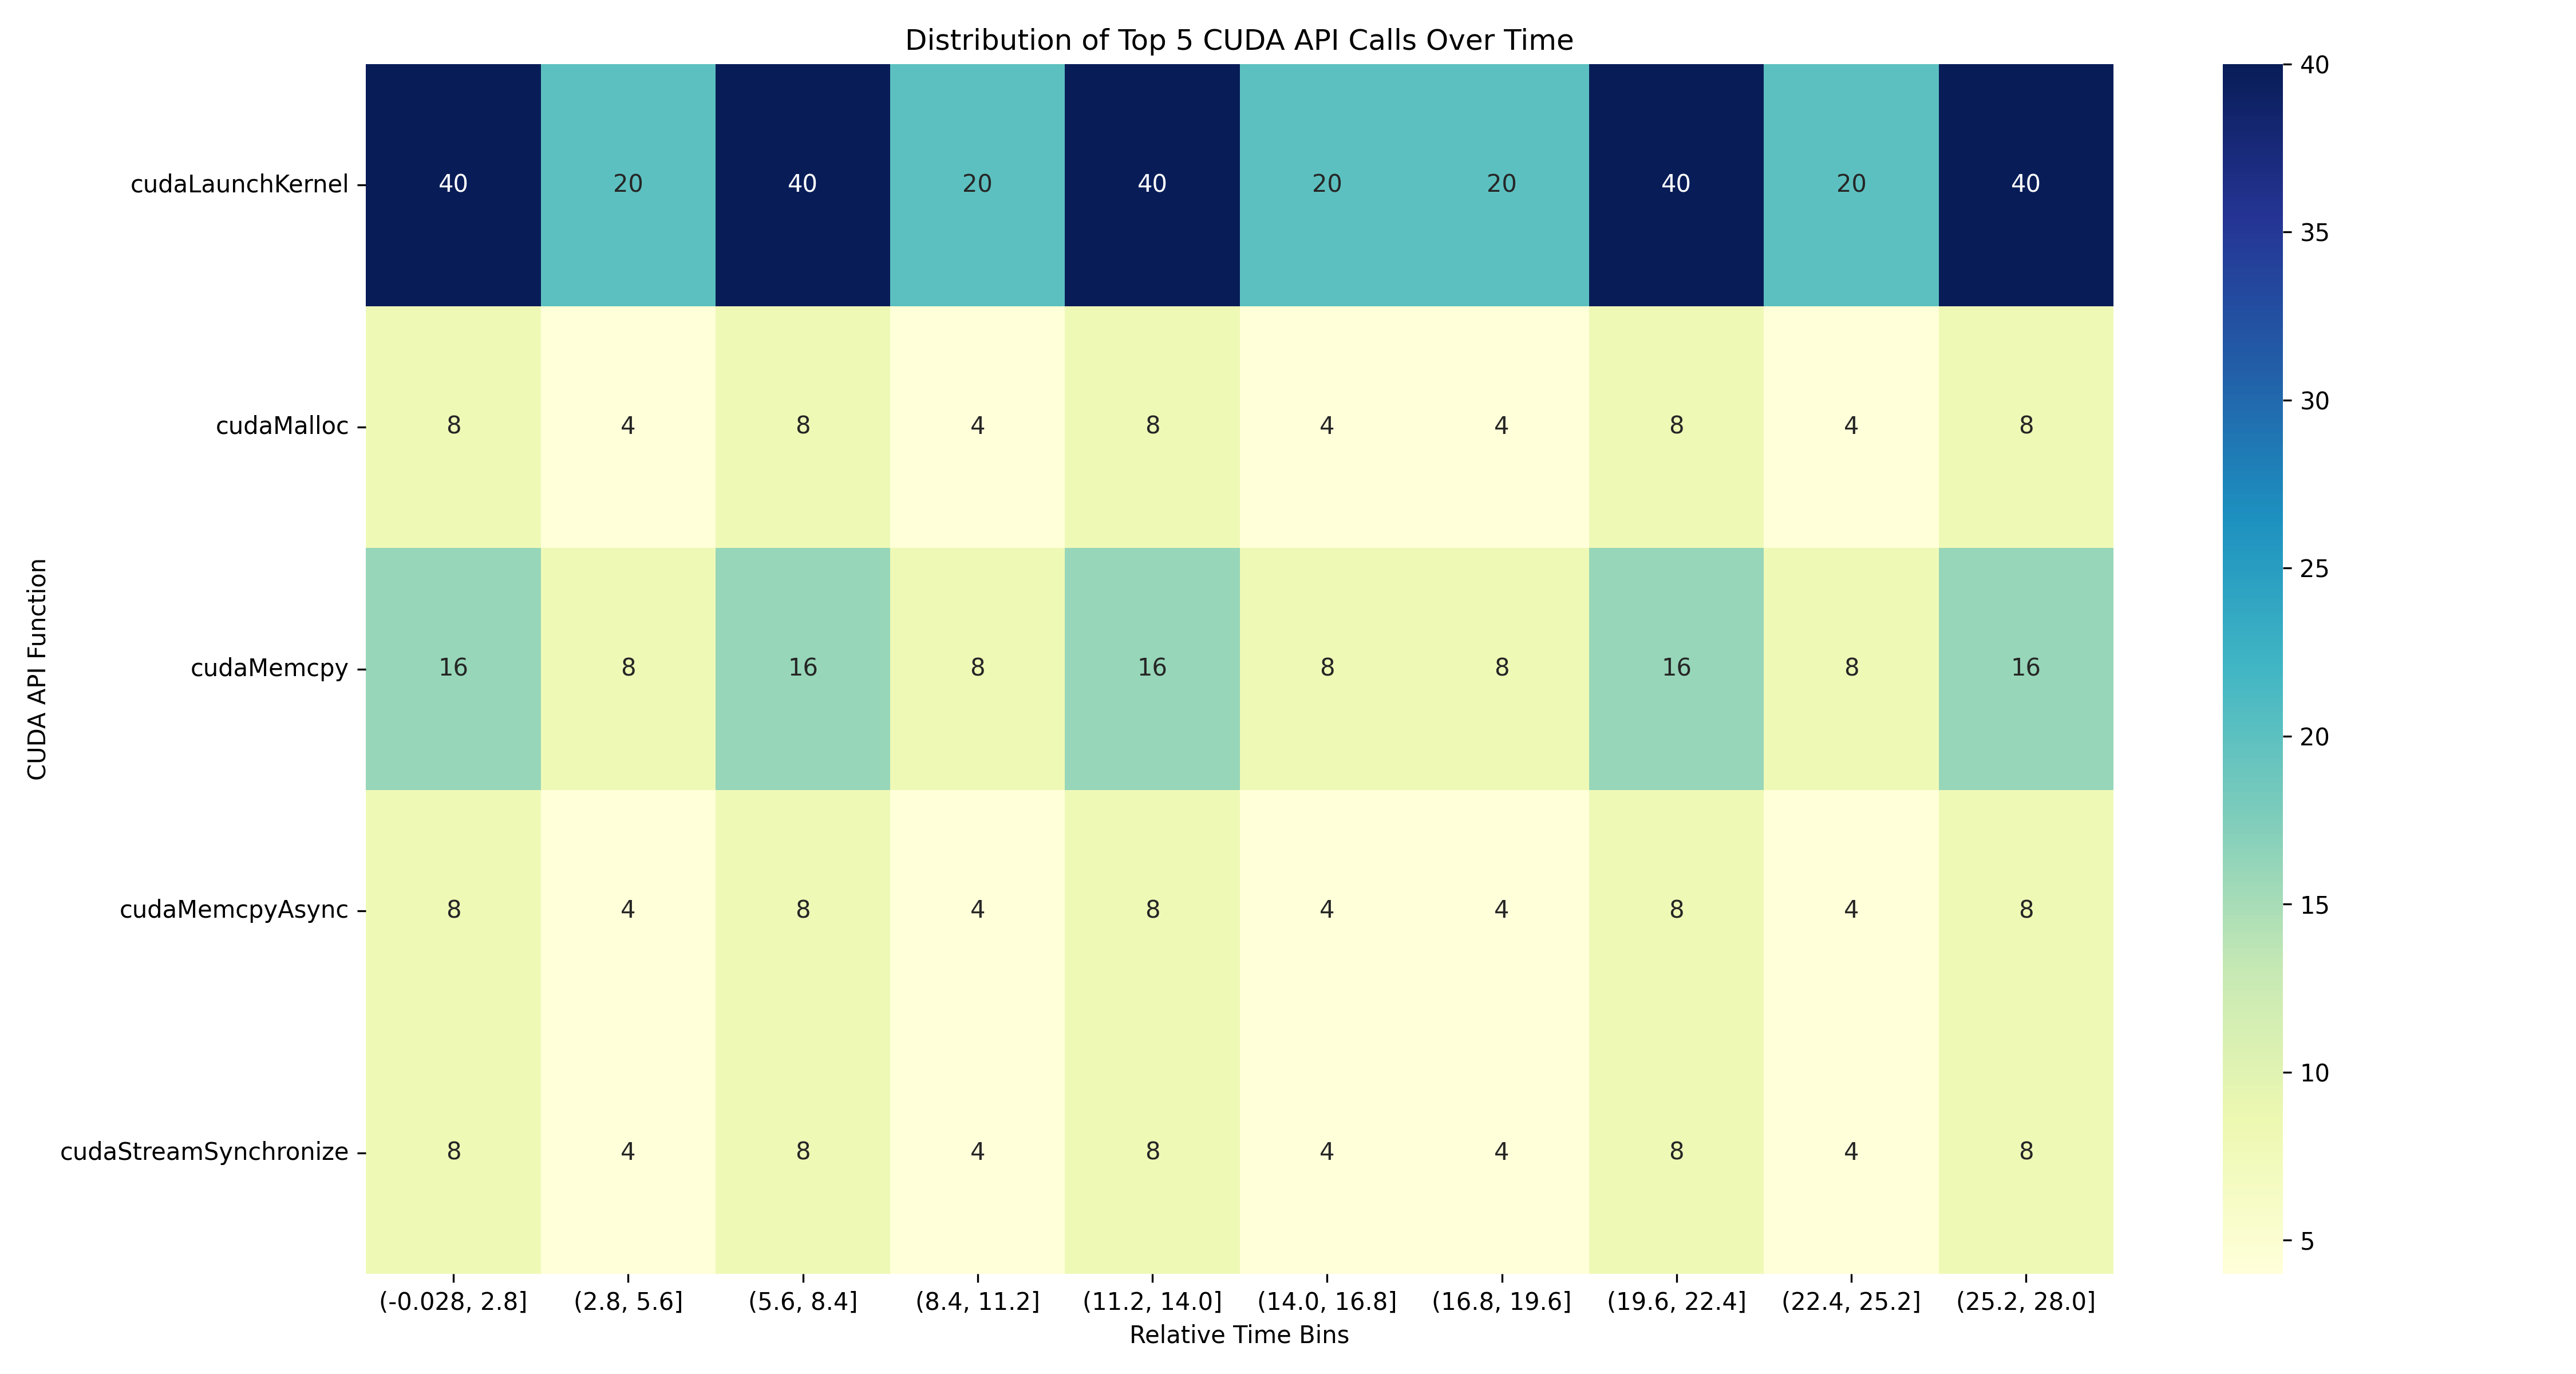 Distribution of Top 5 CUDA API Calls Over Time
CUDA API Function
cudaLaunchKernel 40 20 40 20 40 20 20 40 20 40
cudaMalloc 8 4 8 4 8 4 4 8 4 8
cudaMemcpy 16 8 16 8 16 8 8 16 8 16
cudaMemcpyAsync 8 4 8 4 8 4 4 8 4 8
cudaStreamSynchronize 8 4 8 4 8 4 4 8 4 8
(-0.028, 2.8] (2.8, 5.6] (5.6, 8.4] (8.4, 11.2] (11.2, 14.0] (14.0, 16.8] (16.8, 19.6] (19.6, 22.4] (22.4, 25.2] (25.2, 28.0]
Relative Time Bins
40
35
30
25
20
15
10
5